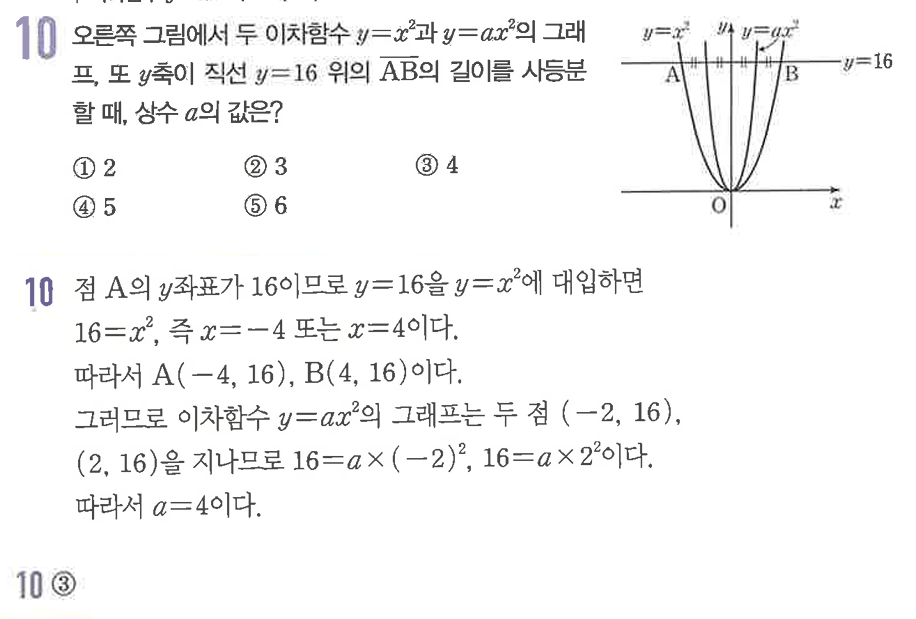 10 오른쪽 그림에서 두 이차함수 y=x²과 y=ax²의 그래
프, 또 y축이 직선 y=16 위의 \overline{AB}의 길이를 사등분
할 때, 상수 a의 값은?
① 2 ② 3 ③ 4
④ 5 ⑤ 6
y=x² y y=ax²
A B y=16
O x
10 점 A의 y좌표가 16이므로 y=16을 y=x²에 대입하면
16=x², 즉 x=-4 또는 x=4이다.
따라서 A(-4, 16), B(4, 16)이다.
그러므로 이차함수 y=ax²의 그래프는 두 점 (-2, 16),
(2, 16)을 지나므로 16=a×(-2)², 16=a×2²이다.
따라서 a=4이다.
10 ③